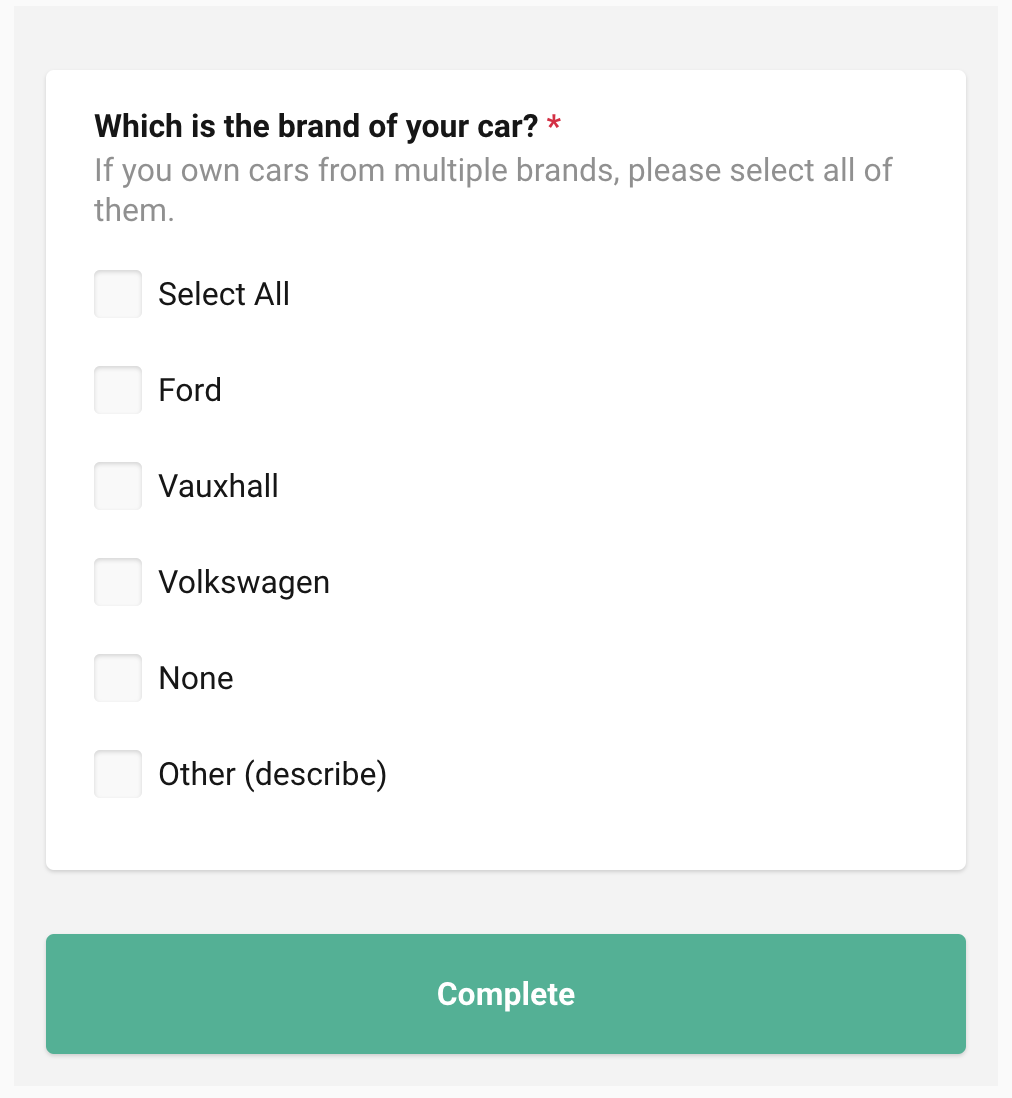 Which is the brand of your car? *
If you own cars from multiple brands, please select all of
them.
Select All
Ford
Vauxhall
Volkswagen
None
Other (describe)
Complete